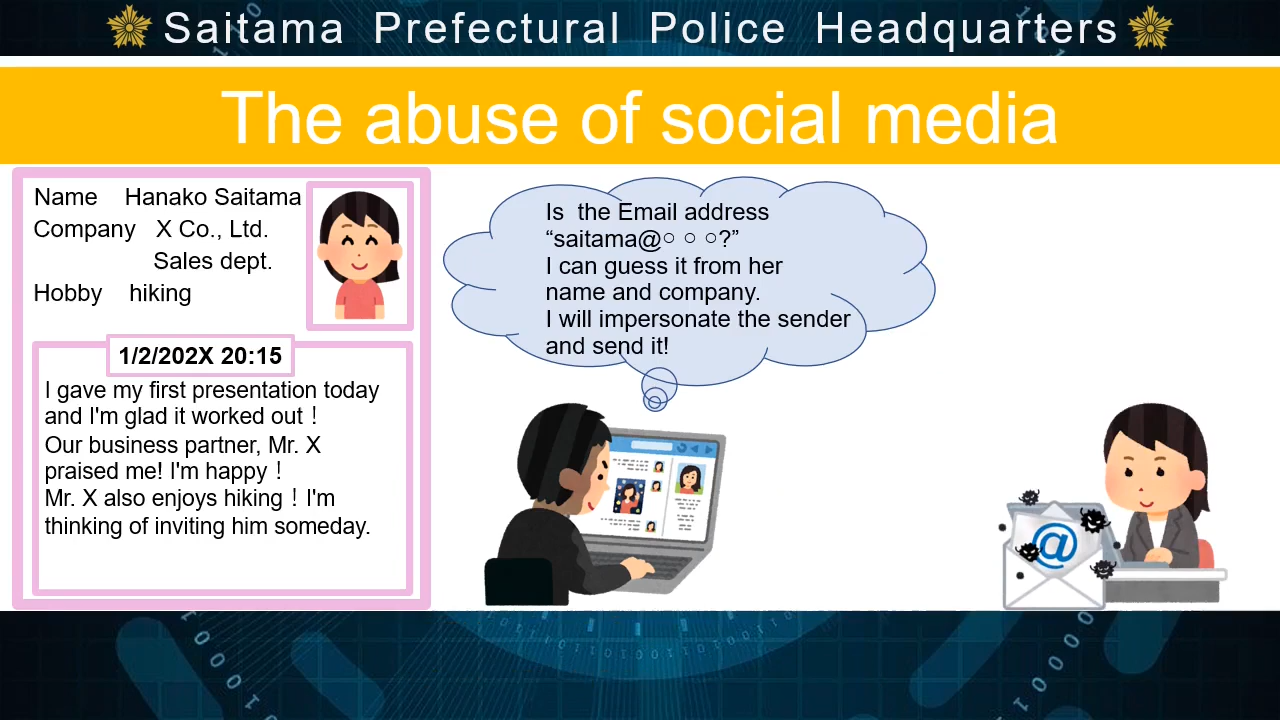 Saitama Prefectural Police Headquarters
The abuse of social media
Name Hanako Saitama
Company X Co., Ltd.
Sales dept.
Hobby hiking
1/2/202X 20:15
I gave my first presentation today
and I'm glad it worked out！
Our business partner, Mr. X
praised me! I'm happy！
Mr. X also enjoys hiking！I'm
thinking of inviting him someday.
Is the Email address
“saitama@○ ○ ○?”
I can guess it from her
name and company.
I will impersonate the sender
and send it!
@